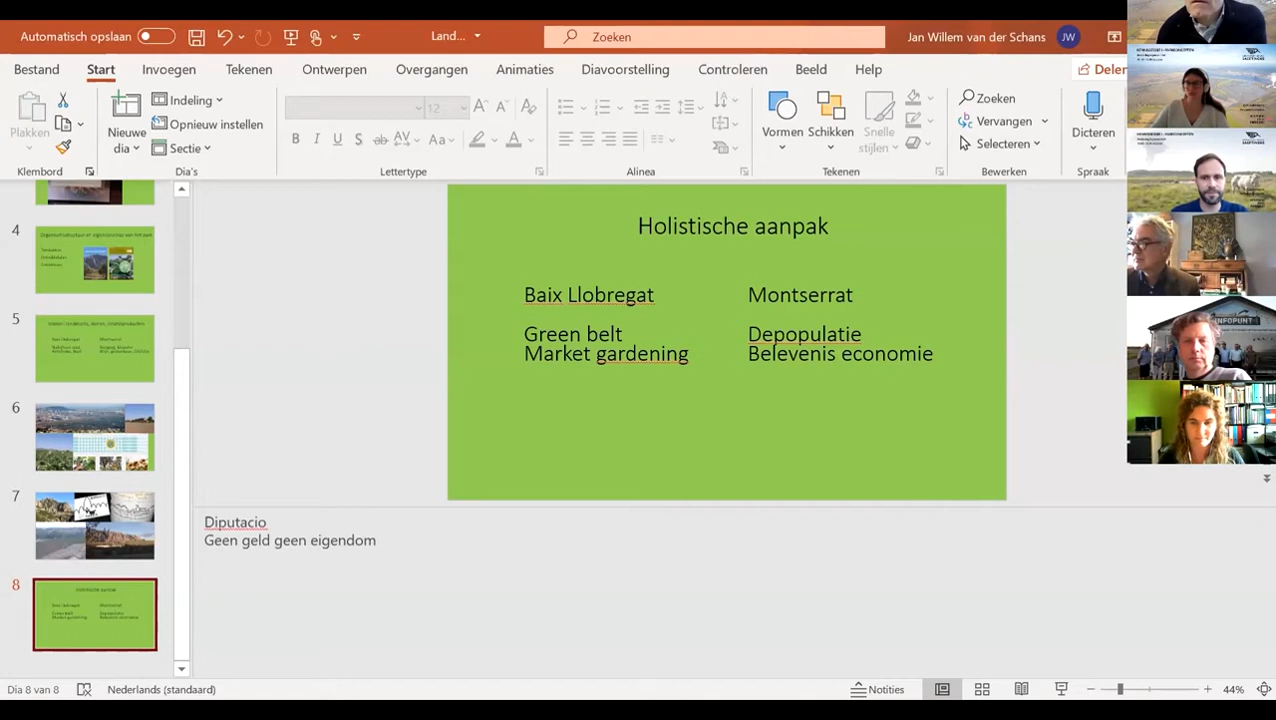 Automatisch opslaan
Land...
Zoeken
Jan Willem van der Schans
JW
Bestand
Start
Invoegen
Tekenen
Ontwerpen
Overgangen
Animaties
Diavoorstelling
Controleren
Beeld
Help
Delen
Plakken
Nieuwe
dia
Indeling
Opnieuw instellen
Sectie
12
Vormen
Schikken
Snelle
stijlen
Zoeken
Vervangen
Selecteren
Dicteren
Klembord
Dia's
Lettertype
Alinea
Tekenen
Bewerken
Spraak
4
5
6
7
8
Holistische aanpak
Baix Llobregat
Montserrat
Green belt
Depopulatie
Market gardening
Belevenis economie
INFOPUNT
Diputacio
Geen geld geen eigendom
Dia 8 van 8
Nederlands (standaard)
Notities
44%